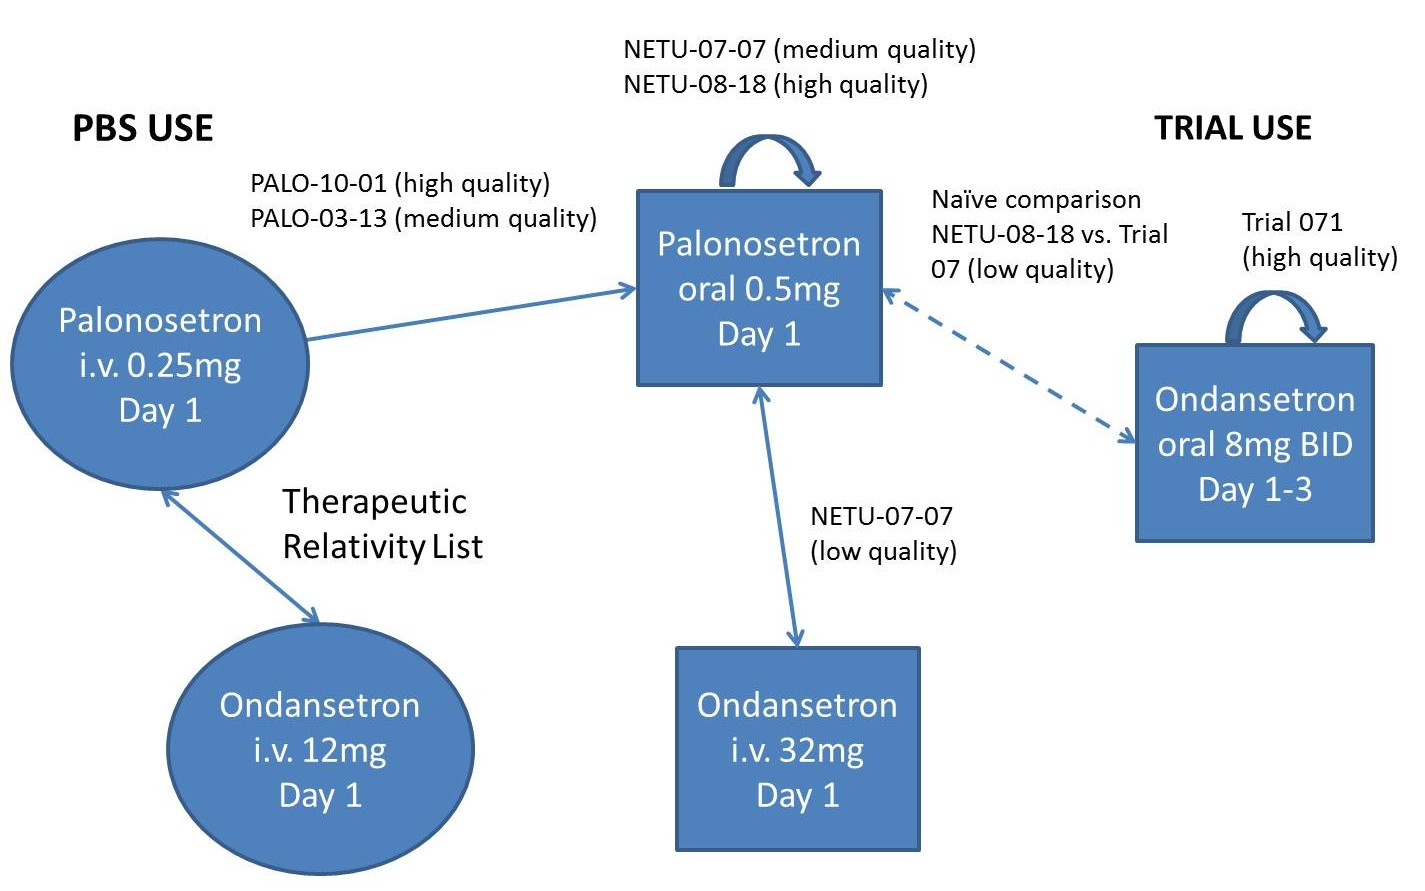 NETU-07-07 (medium quality)
NETU-08-18 (high quality)
PBS USE
TRIAL USE
PALO-10-01 (high quality)
PALO-03-13 (medium quality)
Naïve comparison
NETU-08-18 vs. Trial
07 (low quality)
Trial 071
(high quality)
Palonosetron
oral 0.5mg
Day 1
Palonosetron
i.v. 0.25mg
Day 1
Ondansetron
oral 8mg BID
Day 1-3
Therapeutic
Relativity List
NETU-07-07
(low quality)
Ondansetron
i.v. 12mg
Day 1
Ondansetron
i.v. 32mg
Day 1